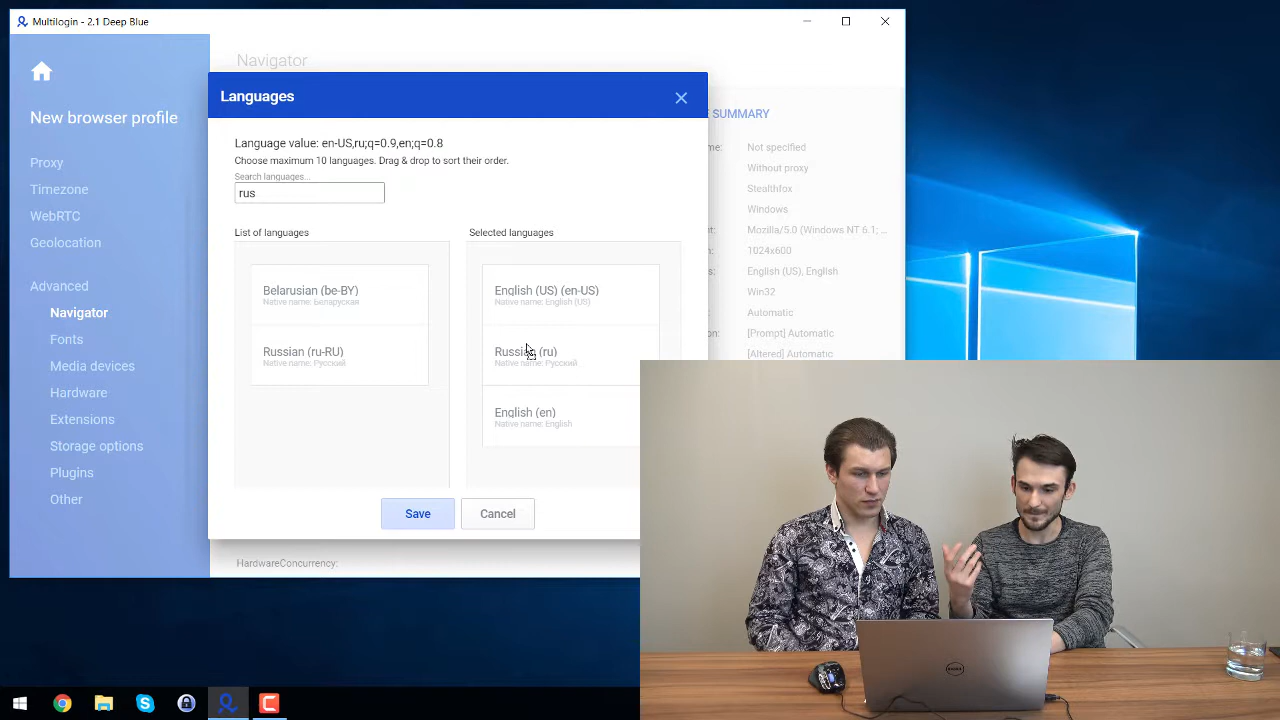 Multilogin - 2.1 Deep Blue
Navigator
New browser profile
Proxy
Timezone
WebRTC
Geolocation
Advanced
Navigator
Fonts
Media devices
Hardware
Extensions
Storage options
Plugins
Other
Languages
Language value: en-US,ru;q=0.9,en;q=0.8
Choose maximum 10 languages. Drag & drop to sort their order.
Search languages...
rus
List of languages
Belarusian (be-BY)
Native name: Беларуская
Russian (ru-RU)
Native name: Русский
Selected languages
English (US) (en-US)
Native name: English (US)
Russian (ru)
Native name: Русский
English (en)
Native name: English
Save
Cancel
HardwareConcurrency:
SUMMARY
Not specified
Without proxy
Stealthfox
Windows
Mozilla/5.0 (Windows NT 6.1; ...
1024x600
English (US), English
Win32
Automatic
[Prompt] Automatic
[Altered] Automatic
DELL